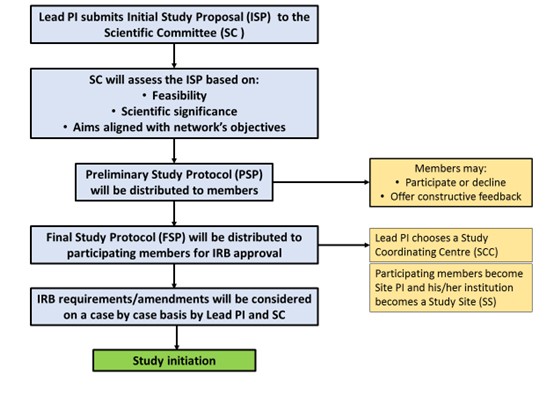 Lead PI submits Initial Study Proposal (ISP) to the
Scientific Committee (SC )
SC will assess the ISP based on:
• Feasibility
• Scientific significance
• Aims aligned with network's objectives
Preliminary Study Protocol (PSP)
will be distributed to members
Members may:
• Participate or decline
• Offer constructive feedback
Final Study Protocol (FSP) will be distributed to
participating members for IRB approval
Lead PI chooses a Study
Coordinating Centre (SCC)
Participating members become
Site PI and his/her institution
becomes a Study Site (SS)
IRB requirements/amendments will be considered
on a case by case basis by Lead PI and SC
Study initiation